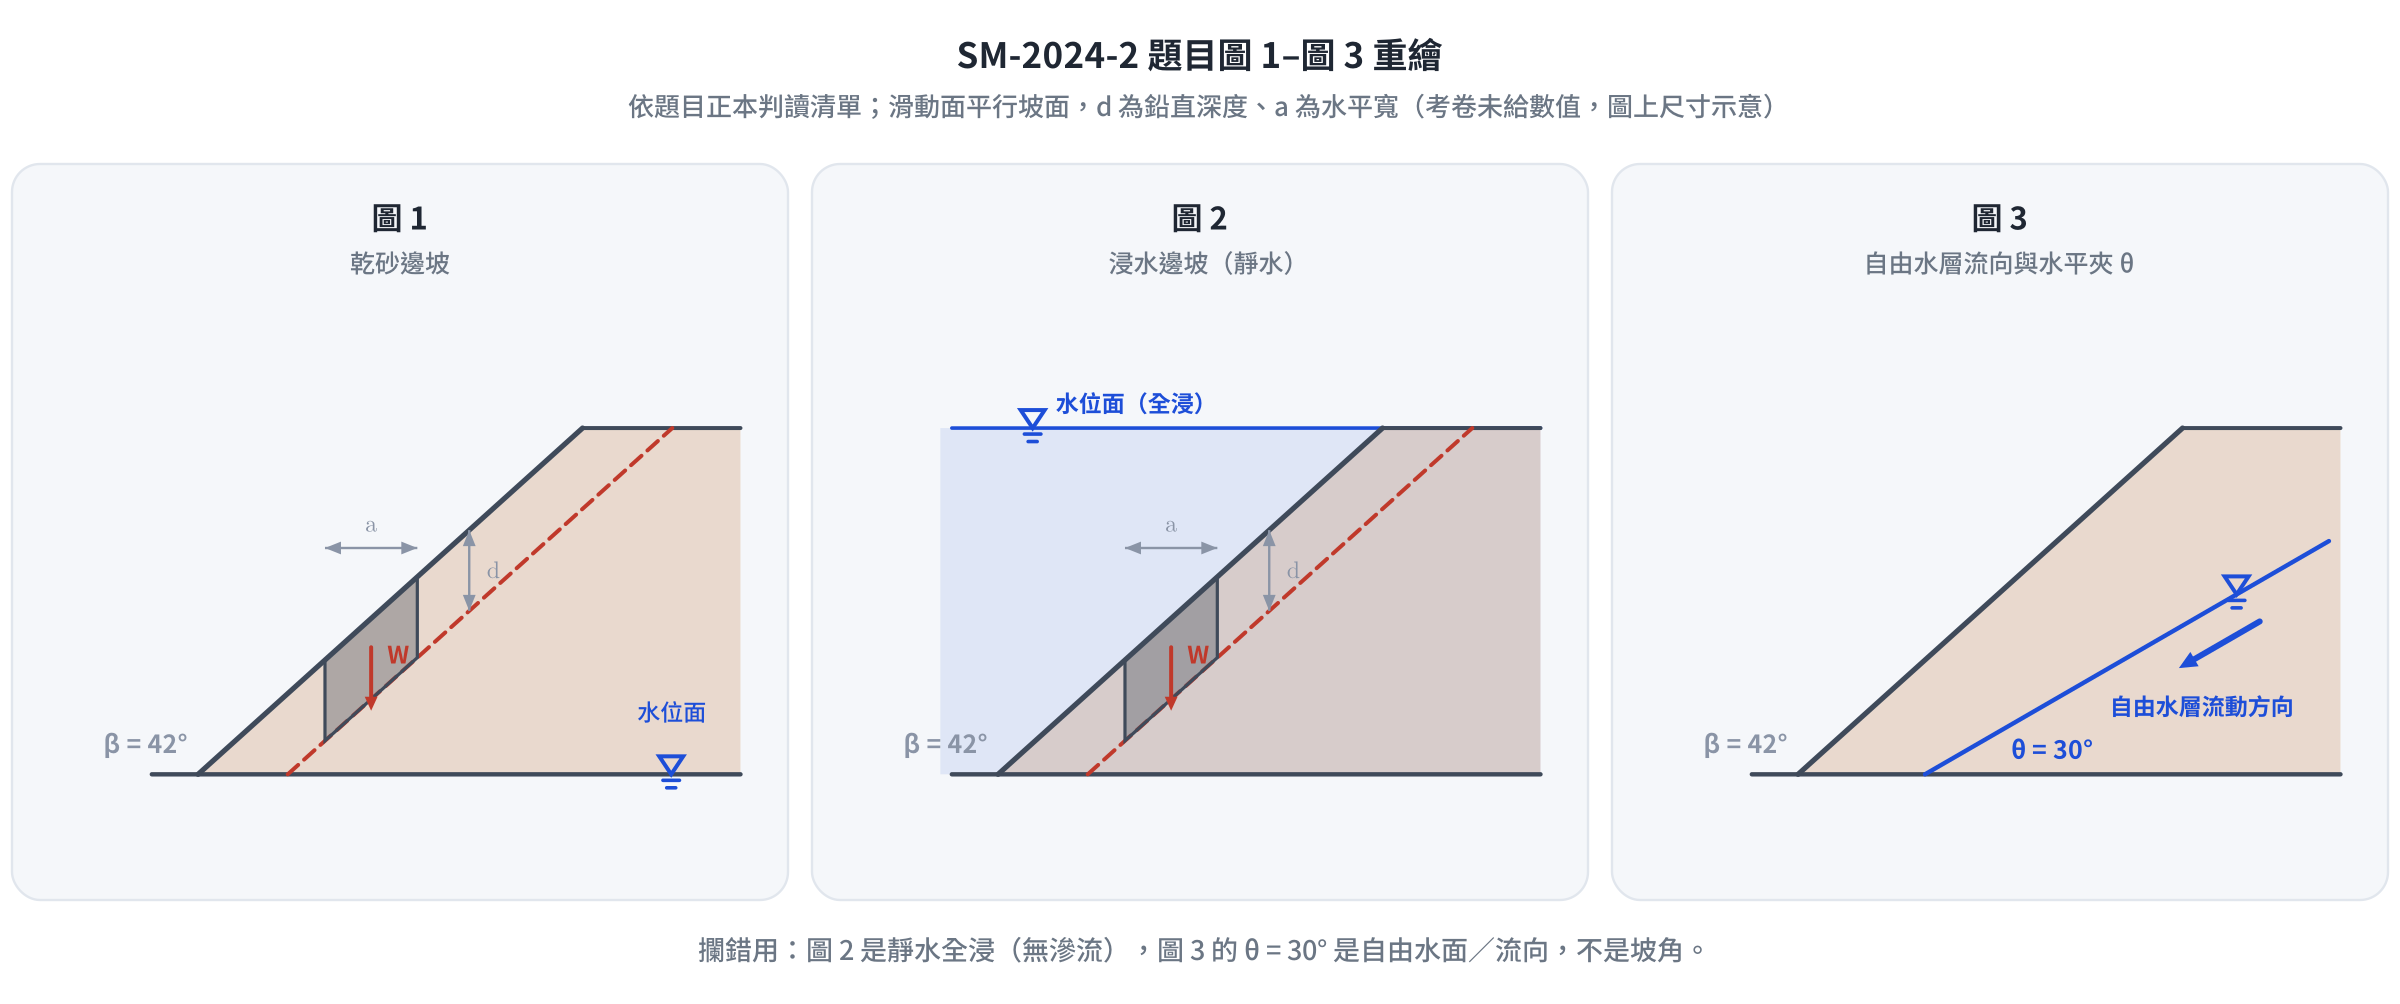 SM-2024-2 題目圖 1–圖 3 重繪
依題目正本判讀清單；滑動面平行坡面，d 為鉛直深度、a 為水平寬（考卷未給數值，圖上尺寸示意）
圖 1
乾砂邊坡
a
d
W
水位面
β = 42°
圖 2
浸水邊坡（靜水）
水位面（全浸）
a
d
W
β = 42°
圖 3
自由水層流向與水平夾 θ
自由水層流動方向
θ = 30°
β = 42°
攔錯用：圖 2 是靜水全浸（無滲流），圖 3 的 θ = 30° 是自由水面／流向，不是坡角。